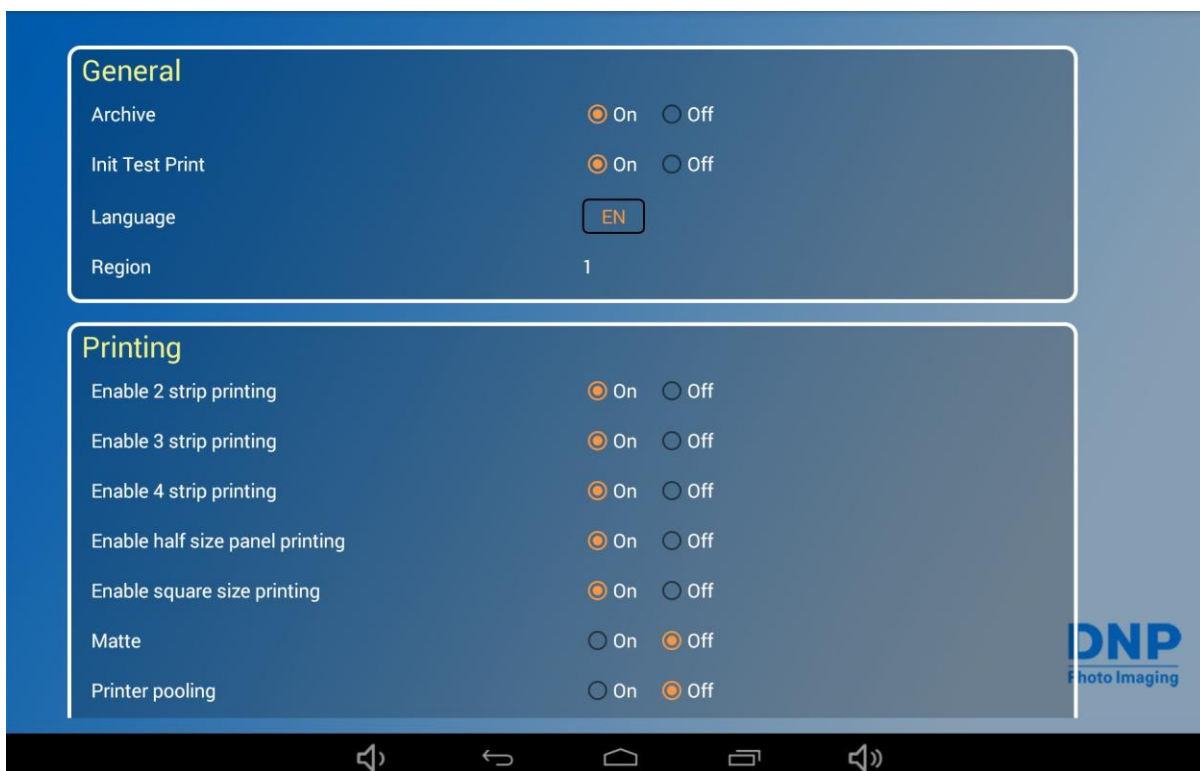 General
Archive On Off
Init Test Print On Off
Language EN
Region 1
Printing
Enable 2 strip printing On Off
Enable 3 strip printing On Off
Enable 4 strip printing On Off
Enable half size panel printing On Off
Enable square size printing On Off
Matte On Off
Printer pooling On Off
DNP
Photo Imaging